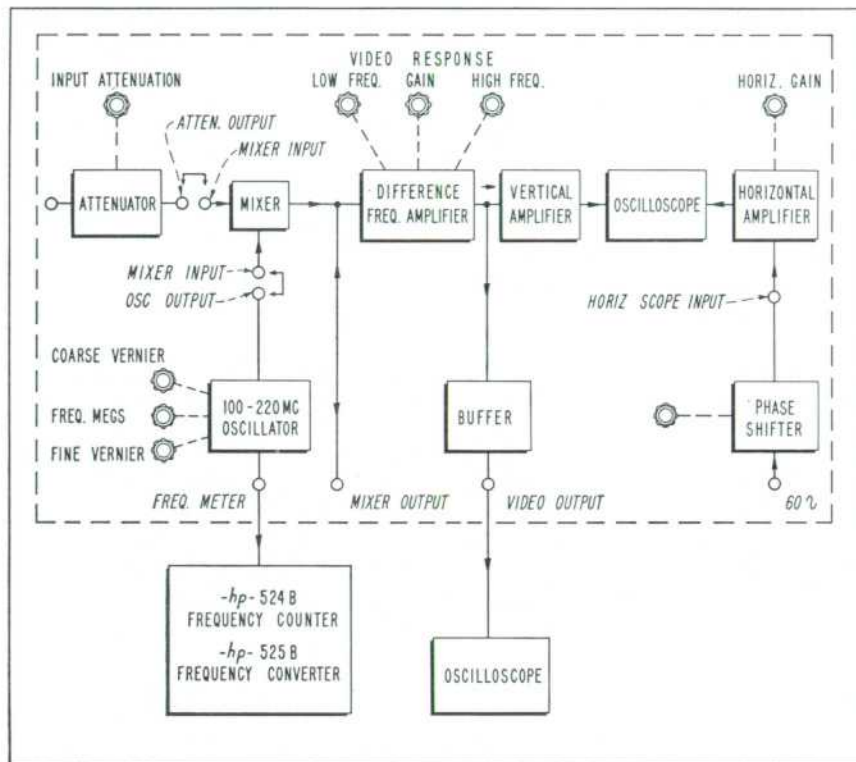 VIDEO RESPONSE
INPUT ATTENUATION
LOW FREQ.
GAIN
HIGH FREQ.
HORIZ. GAIN
ATTEN. OUTPUT
MIXER INPUT
ATTENUATOR
MIXER
DIFFERENCE
FREQ. AMPLIFIER
VERTICAL
AMPLIFIER
OSCILLOSCOPE
HORIZONTAL
AMPLIFIER
MIXER INPUT
OSC OUTPUT
HORIZ SCOPE INPUT
COARSE VERNIER
FREQ. MEGS
FINE VERNIER
100-220 MC
OSCILLATOR
BUFFER
PHASE
SHIFTER
FREQ. METER
MIXER OUTPUT
VIDEO OUTPUT
60∿
-hp- 524B
FREQUENCY COUNTER
-hp- 525B
FREQUENCY CONVERTER
OSCILLOSCOPE